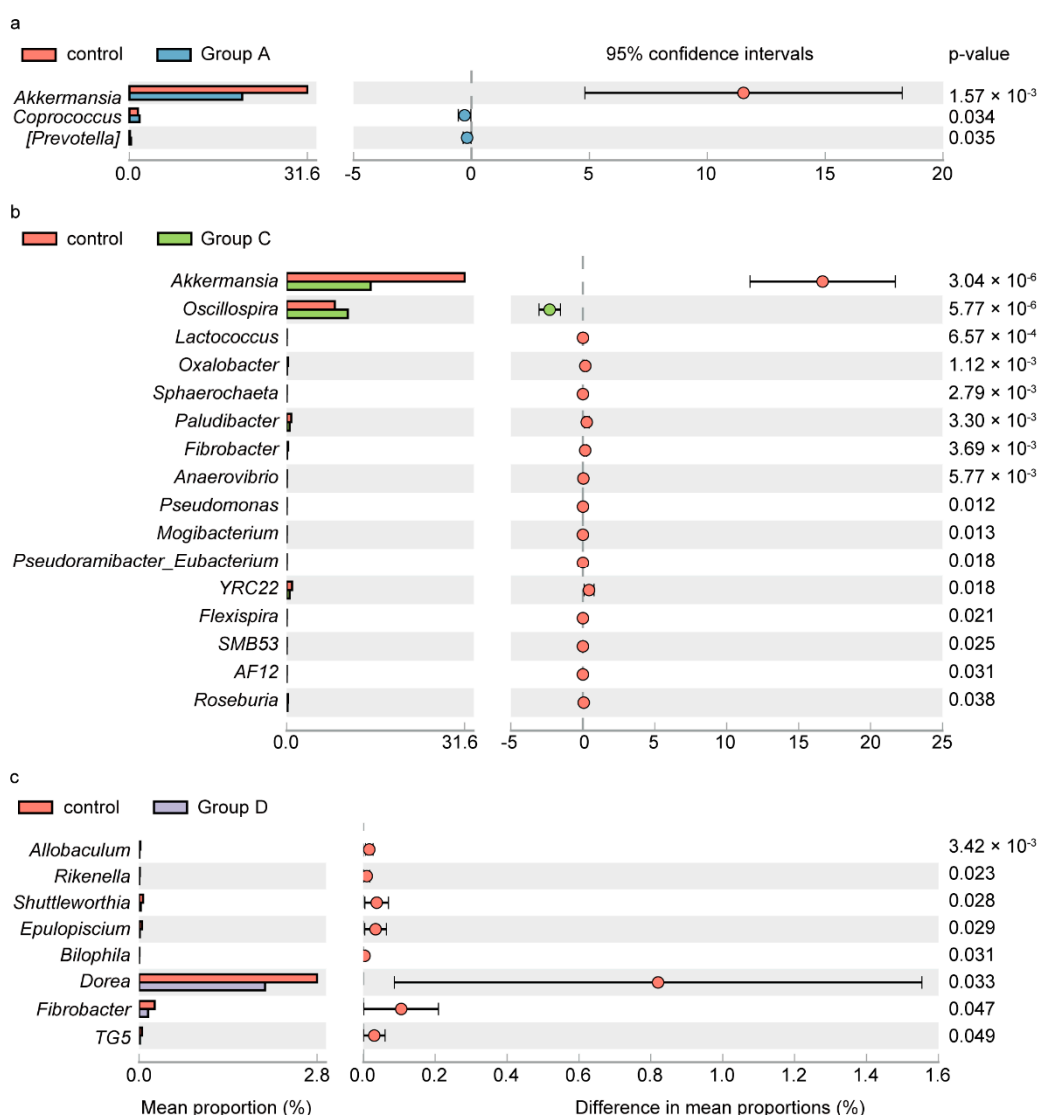 a
control Group A 95% confidence intervals p-value
Akkermansia 1.57 × 10-3
Coprococcus 0.034
[Prevotella] 0.035
0.0 31.6 -5 0 5 10 15 20
b
control Group C
Akkermansia 3.04 × 10-6
Oscillospira 5.77 × 10-6
Lactococcus 6.57 × 10-4
Oxalobacter 1.12 × 10-3
Sphaerochaeta 2.79 × 10-3
Paludibacter 3.30 × 10-3
Fibrobacter 3.69 × 10-3
Anaerovibrio 5.77 × 10-3
Pseudomonas 0.012
Mogibacterium 0.013
Pseudoramibacter_Eubacterium 0.018
YRC22 0.018
Flexispira 0.021
SMB53 0.025
AF12 0.031
Roseburia 0.038
0.0 31.6 -5 0 5 10 15 20 25
c
control Group D
Allobaculum 3.42 × 10-3
Rikenella 0.023
Shuttleworthia 0.028
Epulopiscium 0.029
Bilophila 0.031
Dorea 0.033
Fibrobacter 0.047
TG5 0.049
0.0 2.8 0.0 0.2 0.4 0.6 0.8 1.0 1.2 1.4 1.6
Mean proportion (%) Difference in mean proportions (%)